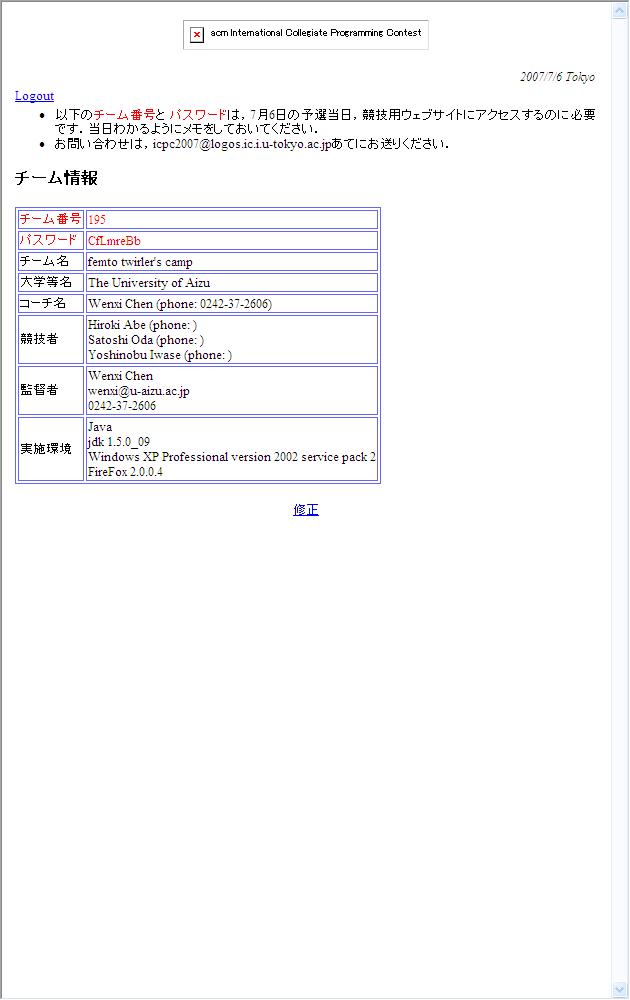 acm International Collegiate Programming Contest
2007/7/6 Tokyo
Logout
以下のチーム番号とパスワードは，7月6日の予選当日，競技用ウェブサイトにアクセスするのに必要
です．当日わかるようにメモをしておいてください．
お問い合わせは，icpc2007@logos.ic.i.u-tokyo.ac.jpあてにお送りください．
チーム情報
チーム番号 195
パスワード CfLmreBb
チーム名 femto twirler's camp
大学等名 The University of Aizu
コーチ名 Wenxi Chen (phone: 0242-37-2606)
競技者 Hiroki Abe (phone: )
Satoshi Oda (phone: )
Yoshinobu Iwase (phone: )
監督者 Wenxi Chen
wenxi@u-aizu.ac.jp
0242-37-2606
実施環境 Java
jdk 1.5.0_09
Windows XP Professional version 2002 service pack 2
FireFox 2.0.0.4
修正